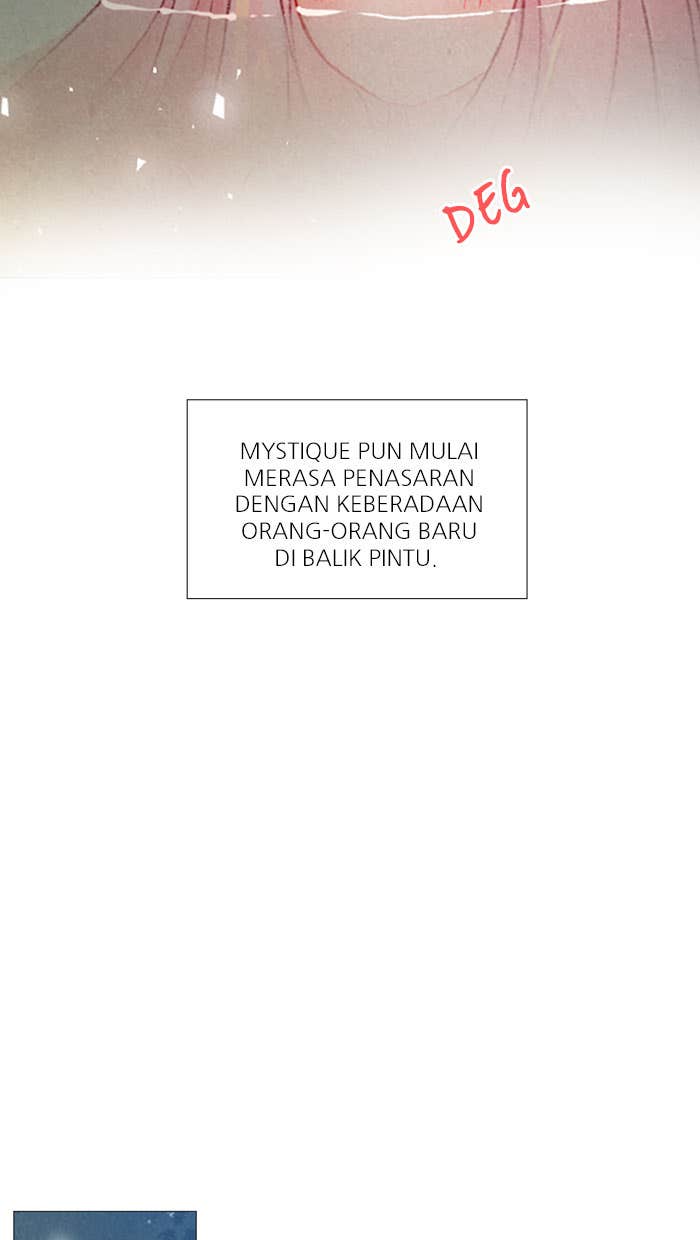 DEG
MYSTIQUE PUN MULAI
MERASA PENASARAN
DENGAN KEBERADAAN
ORANG-ORANG BARU
DI BALIK PINTU.